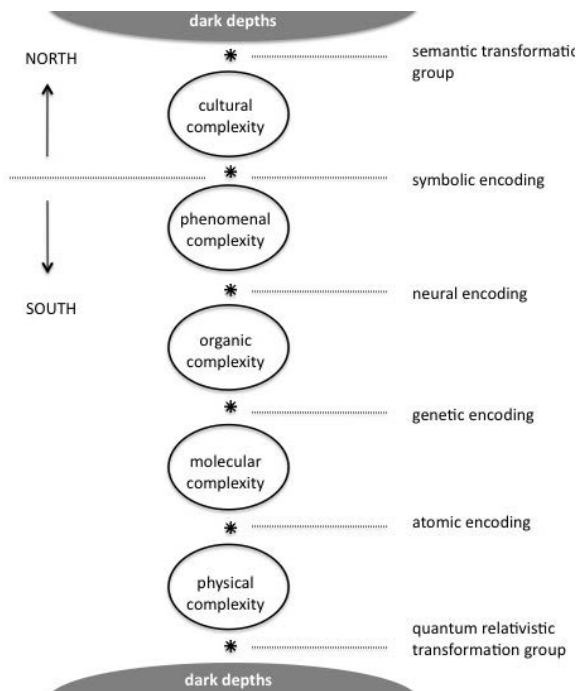 dark depths
semantic transformatio
group
NORTH
cultural
complexity
symbolic encoding
phenomenal
complexity
neural encoding
SOUTH
organic
complexity
genetic encoding
molecular
complexity
atomic encoding
physical
complexity
quantum relativistic
transformation group
dark depths